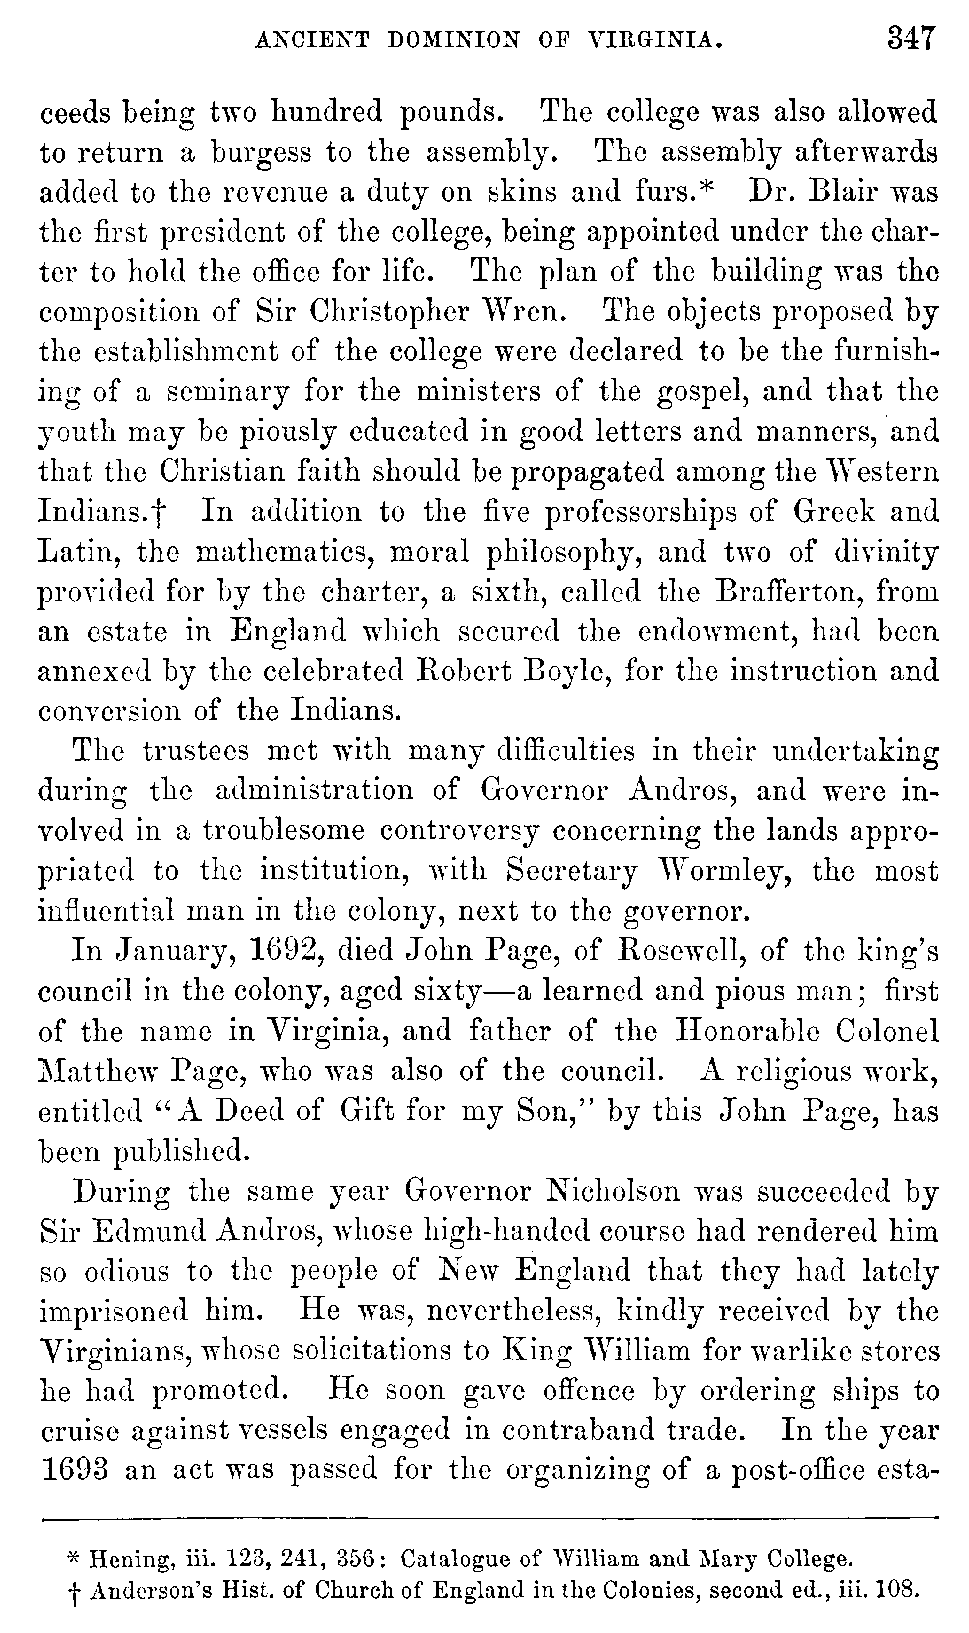 ANCIENT DOMINION OF VIRGINIA. 347
ceeds being two hundred pounds. The college was also allowed
to return a burgess to the assembly. The assembly afterwards
added to the revenue a duty on skins and furs.* Dr. Blair was
the first president of the college, being appointed under the char-
ter to hold the office for life. The plan of the building was the
composition of Sir Christopher Wren. The objects proposed by
the establishment of the college were declared to be the furnish-
ing of a seminary for the ministers of the gospel, and that the
youth may be piously educated in good letters and manners, and
that the Christian faith should be propagated among the Western
Indians.† In addition to the five professorships of Greek and
Latin, the mathematics, moral philosophy, and two of divinity
provided for by the charter, a sixth, called the Brafferton, from
an estate in England which secured the endowment, had been
annexed by the celebrated Robert Boyle, for the instruction and
conversion of the Indians.
The trustees met with many difficulties in their undertaking
during the administration of Governor Andros, and were in-
volved in a troublesome controversy concerning the lands appro-
priated to the institution, with Secretary Wormley, the most
influential man in the colony, next to the governor.
In January, 1692, died John Page, of Rosewell, of the king's
council in the colony, aged sixty—a learned and pious man; first
of the name in Virginia, and father of the Honorable Colonel
Matthew Page, who was also of the council. A religious work,
entitled "A Deed of Gift for my Son," by this John Page, has
been published.
During the same year Governor Nicholson was succeeded by
Sir Edmund Andros, whose high-handed course had rendered him
so odious to the people of New England that they had lately
imprisoned him. He was, nevertheless, kindly received by the
Virginians, whose solicitations to King William for warlike stores
he had promoted. He soon gave offence by ordering ships to
cruise against vessels engaged in contraband trade. In the year
1693 an act was passed for the organizing of a post-office esta-
* Hening, iii. 123, 241, 356: Catalogue of William and Mary College.
† Anderson's Hist. of Church of England in the Colonies, second ed., iii. 108.